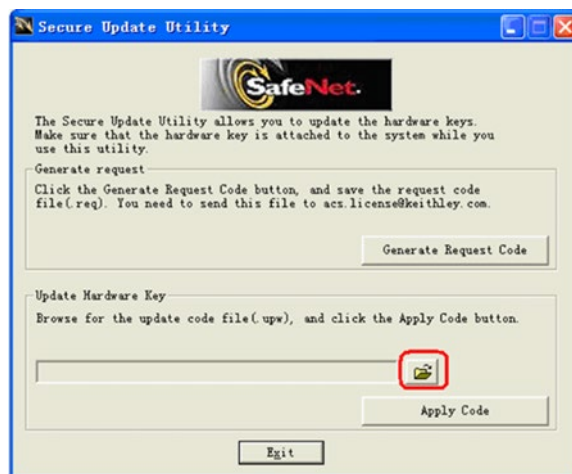 Secure Update Utility
SafeNet.
The Secure Update Utility allows you to update the hardware keys.
Make sure that the hardware key is attached to the system while you
use this utility.
Generate request
Click the Generate Request Code button, and save the request code
file(.req). You need to send this file to acs.license@keithley.com.
Generate Request Code
Update Hardware Key
Browse for the update code file(.upw), and click the Apply Code button.
Apply Code
Exit